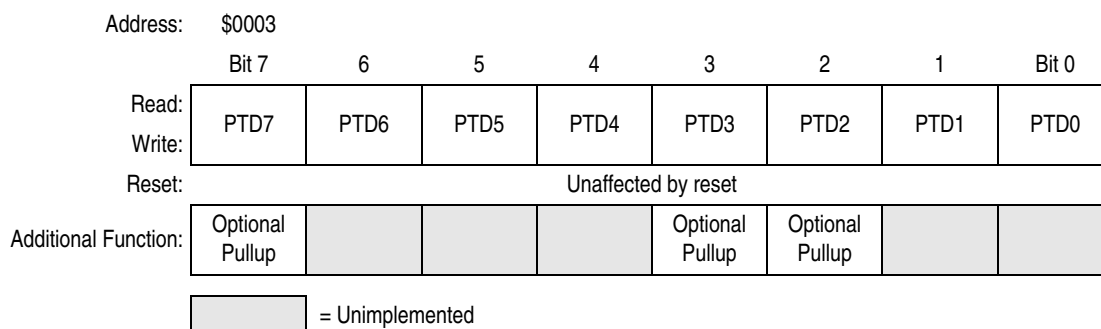 Address: $0003
Bit 7 6 5 4 3 2 1 Bit 0
Read:
PTD7 PTD6 PTD5 PTD4 PTD3 PTD2 PTD1 PTD0
Write:
Reset: Unaffected by reset
Additional Function: Optional Pullup Optional Pullup Optional Pullup
= Unimplemented